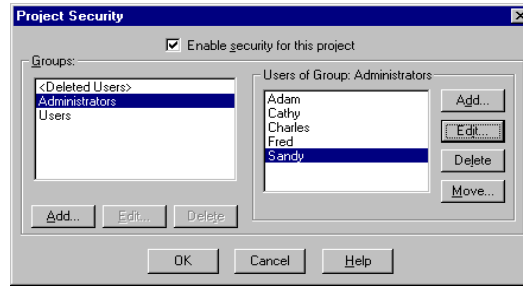 Project Security
Enable security for this project
Groups:
<Deleted Users>
Administrators
Users
Add...
Edit...
Delete
Users of Group: Administrators
Adam
Cathy
Charles
Fred
Sandy
Add...
Edit...
Delete
Move...
OK
Cancel
Help